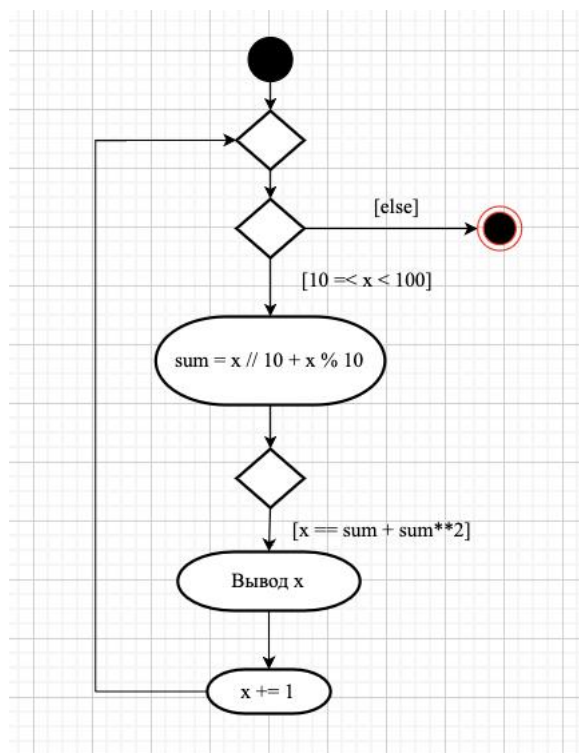 [else]
[10 =< x < 100]
sum = x // 10 + x % 10
[x == sum + sum**2]
Вывод x
x += 1